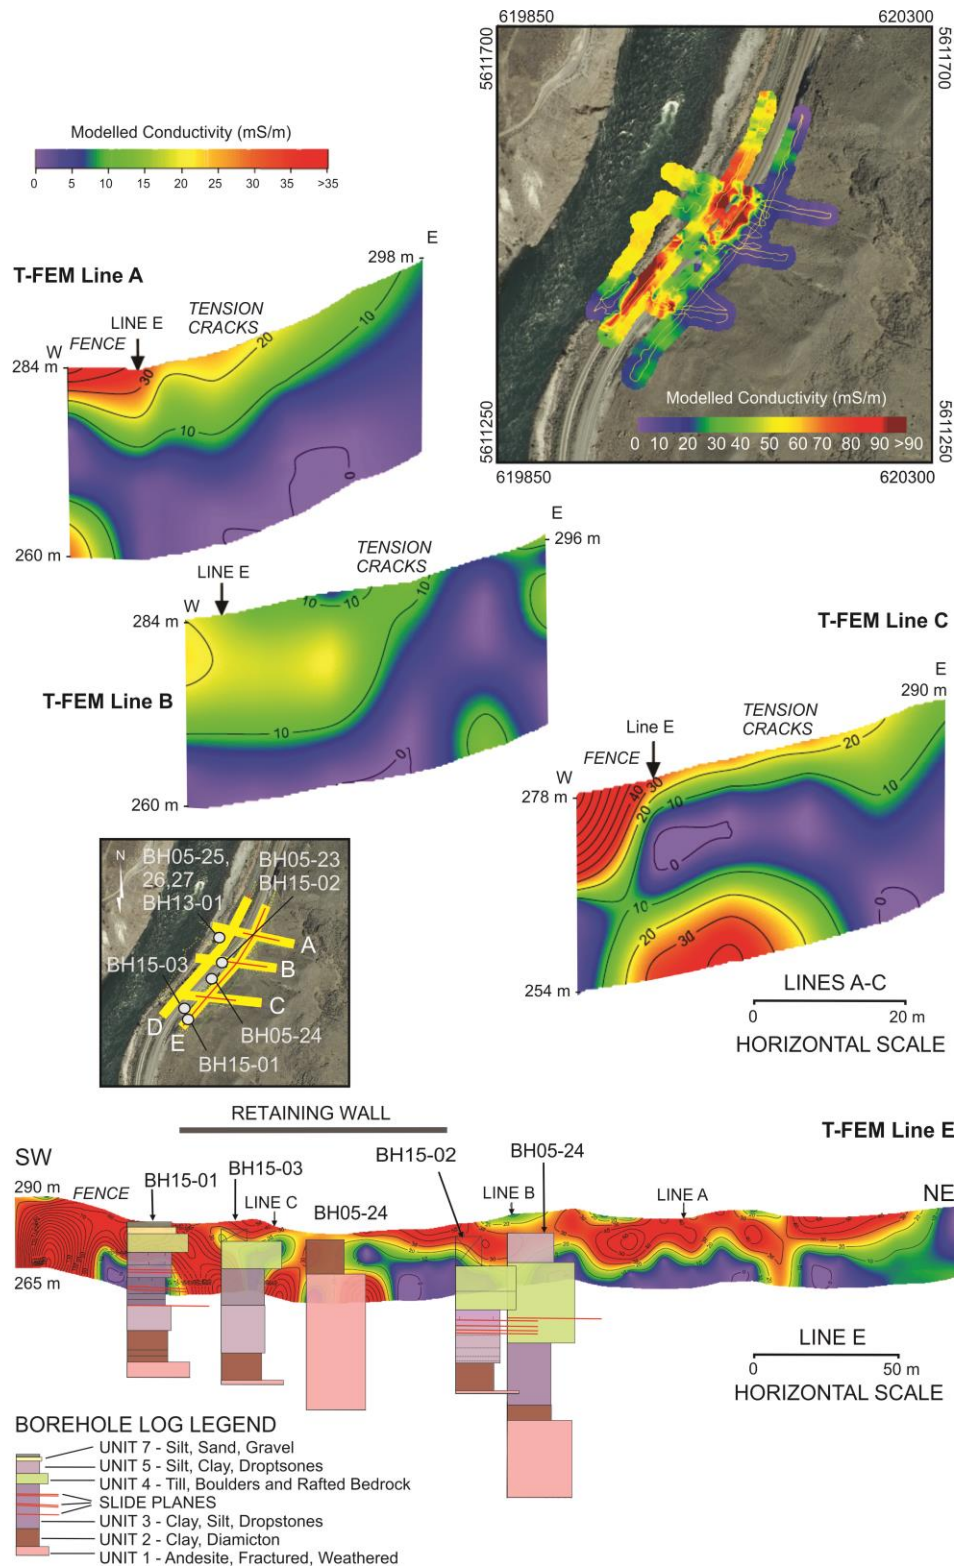 619850 620300
5611700 5611700
Modelled Conductivity (mS/m)
0 5 10 15 20 25 30 35 >35
Modelled Conductivity (mS/m)
0 10 20 30 40 50 60 70 80 90 >90
5611250 5611250
619850 620300
T-FEM Line A
E
298 m
TENSION
CRACKS
LINE E
FENCE
W
284 m
30
20
10
10
0
260 m
E
296 m
TENSION
CRACKS
LINE E
W
284 m
10 10
10
10
0
T-FEM Line B
260 m
T-FEM Line C
E
290 m
TENSION
CRACKS
Line E
FENCE
W
278 m
40
30
20
20
10
10
0
10
20
30
0
254 m
LINES A-C
0 20 m
HORIZONTAL SCALE
N
BH05-25,
26,27,
BH13-01
BH05-23
BH15-02
BH15-03
A
B
C
D
E
BH05-24
BH15-01
RETAINING WALL
T-FEM Line E
SW
NE
290 m
265 m
FENCE
BH15-01
BH15-03
LINE C
BH05-24
BH15-02
LINE B
BH05-24
LINE A
LINE E
0 50 m
HORIZONTAL SCALE
BOREHOLE LOG LEGEND
UNIT 7 - Silt, Sand, Gravel
UNIT 5 - Silt, Clay, Droptsones
UNIT 4 - Till, Boulders and Rafted Bedrock
SLIDE PLANES
UNIT 3 - Clay, Silt, Dropstones
UNIT 2 - Clay, Diamicton
UNIT 1 - Andesite, Fractured, Weathered